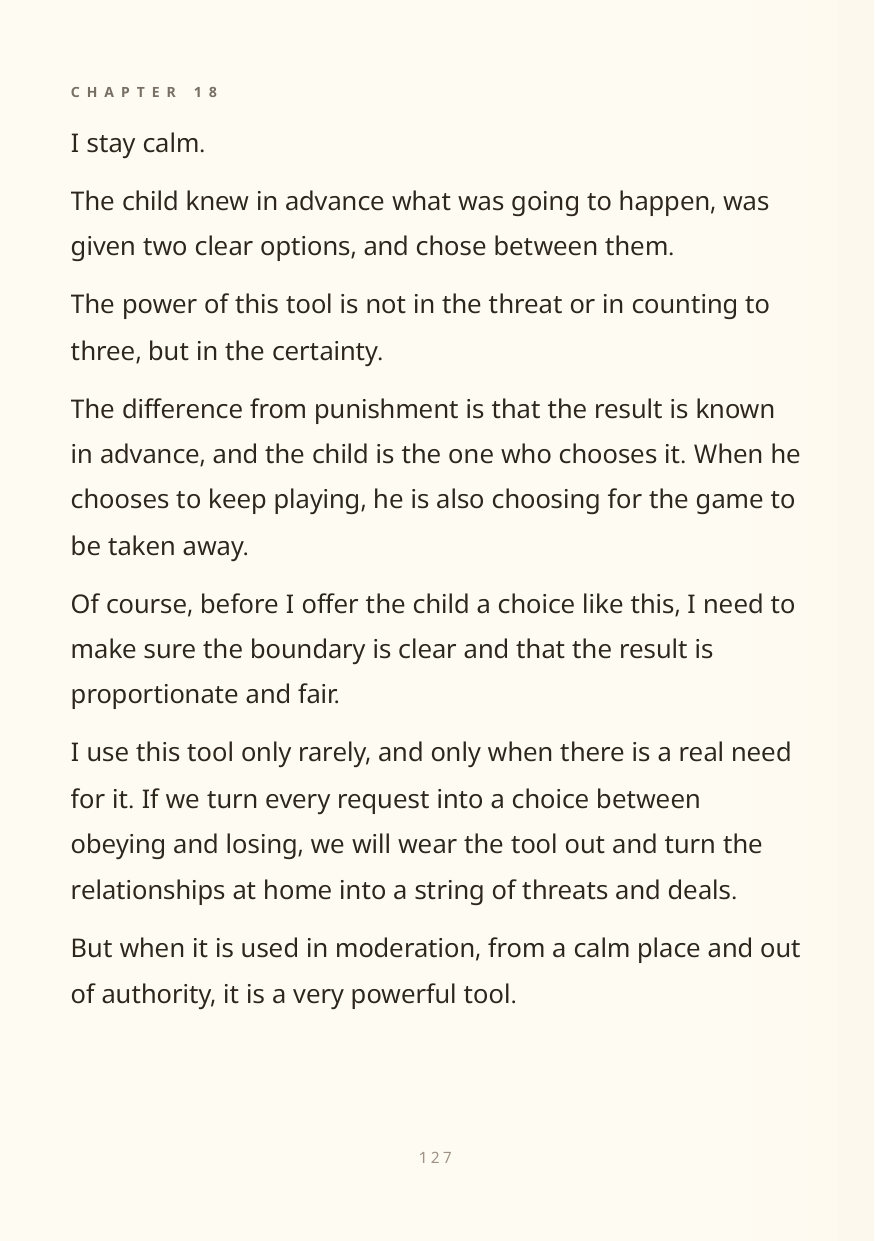 CHAPTER 18
I stay calm.
The child knew in advance what was going to happen, was
given two clear options, and chose between them.
The power of this tool is not in the threat or in counting to
three, but in the certainty.
The difference from punishment is that the result is known
in advance, and the child is the one who chooses it. When he
chooses to keep playing, he is also choosing for the game to
be taken away.
Of course, before I offer the child a choice like this, I need to
make sure the boundary is clear and that the result is
proportionate and fair.
I use this tool only rarely, and only when there is a real need
for it. If we turn every request into a choice between
obeying and losing, we will wear the tool out and turn the
relationships at home into a string of threats and deals.
But when it is used in moderation, from a calm place and out
of authority, it is a very powerful tool.
127